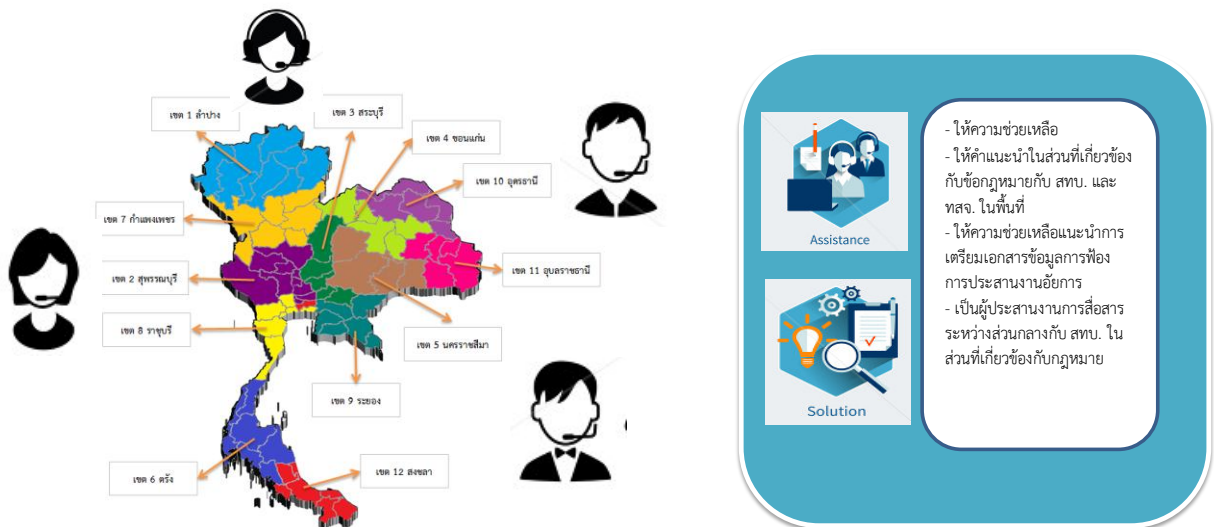 เขต 1 ลำปาง
เขต 3 สระบุรี
เขต 4 ขอนแก่น
เขต 10 อุดรธานี
เขต 7 กำแพงเพชร
เขต 2 สุพรรณบุรี
เขต 11 อุบลราชธานี
เขต 8 ราชบุรี
เขต 5 นครราชสีมา
เขต 9 ระยอง
เขต 6 ตรัง
เขต 12 สงขลา
Assistance
Solution
- ให้ความช่วยเหลือ
- ให้คำแนะนำในส่วนที่เกี่ยวข้อง
กับข้อกฎหมายกับ สทบ. และ
ทสจ. ในพื้นที่
- ให้ความช่วยเหลือแนะนำการ
เตรียมเอกสารข้อมูลการฟ้อง
การประสานงานอัยการ
- เป็นผู้ประสานงานการสื่อสาร
ระหว่างส่วนกลางกับ สทบ. ใน
ส่วนที่เกี่ยวข้องกับกฎหมาย